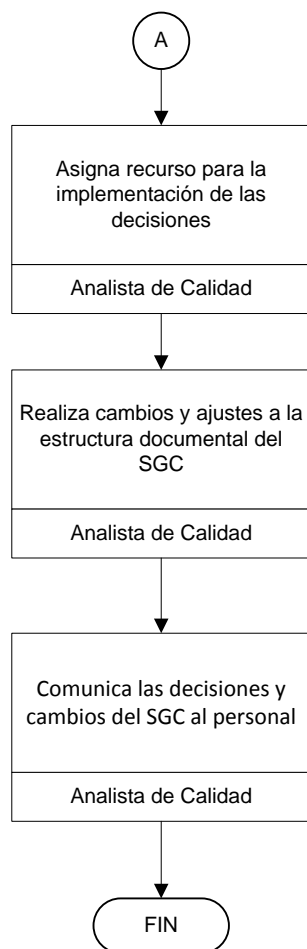 A
Asigna recurso para la
implementación de las
decisiones
Analista de Calidad
Realiza cambios y ajustes a la
estructura documental del
SGC
Analista de Calidad
Comunica las decisiones y
cambios del SGC al personal
Analista de Calidad
FIN